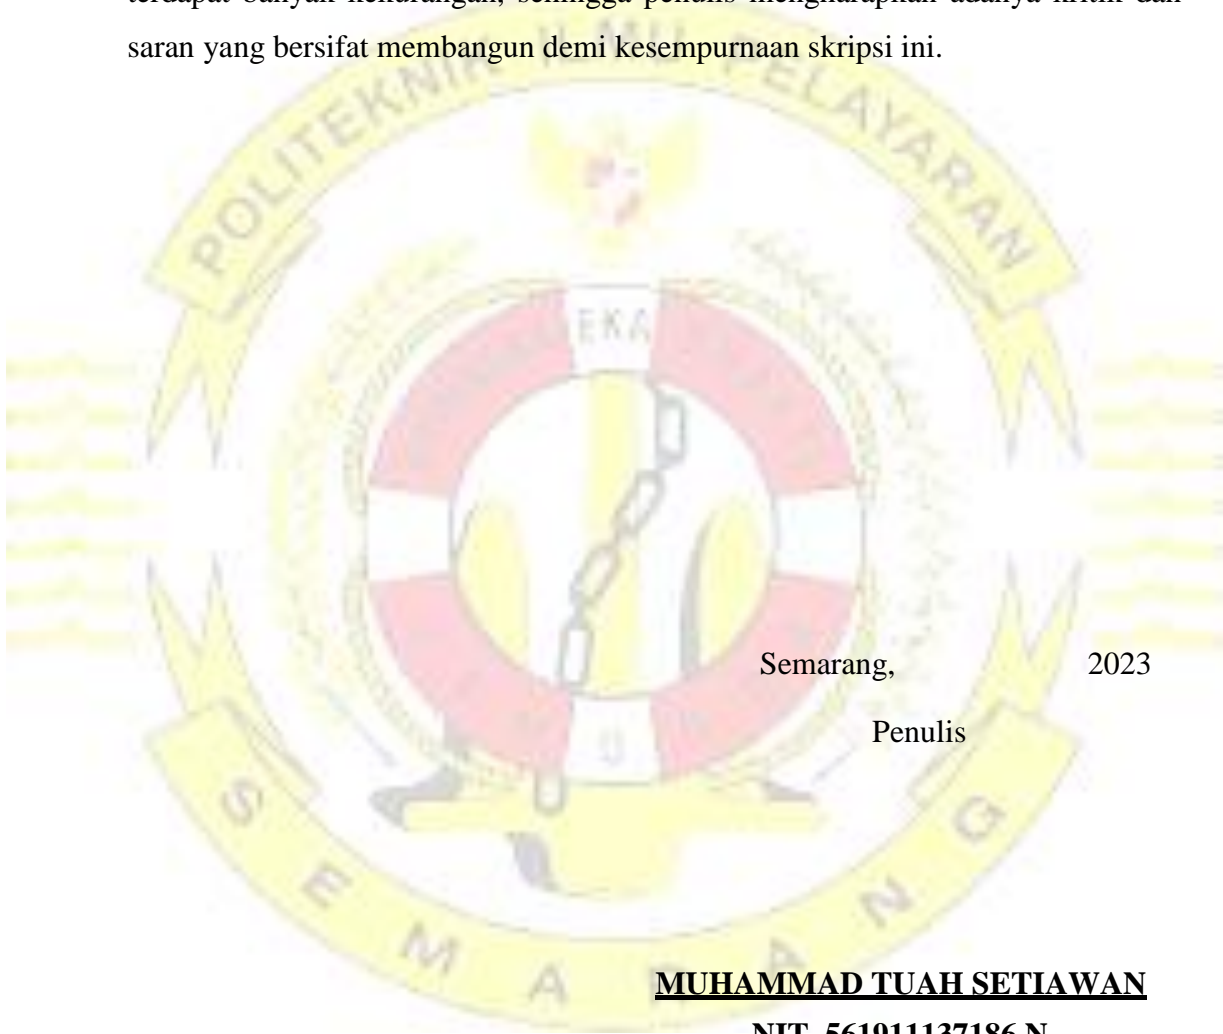 terdapat banyak kekurangan, sehingga penulis mengharapkan adanya kritik dan
saran yang bersifat membangun demi kesempurnaan skripsi ini.
POLITEKNIK ILMU PELAYARAN
EKA
Semarang, 2023
Penulis
SEMARANG
MUHAMMAD TUAH SETIAWAN
NIT. 561911137186 N